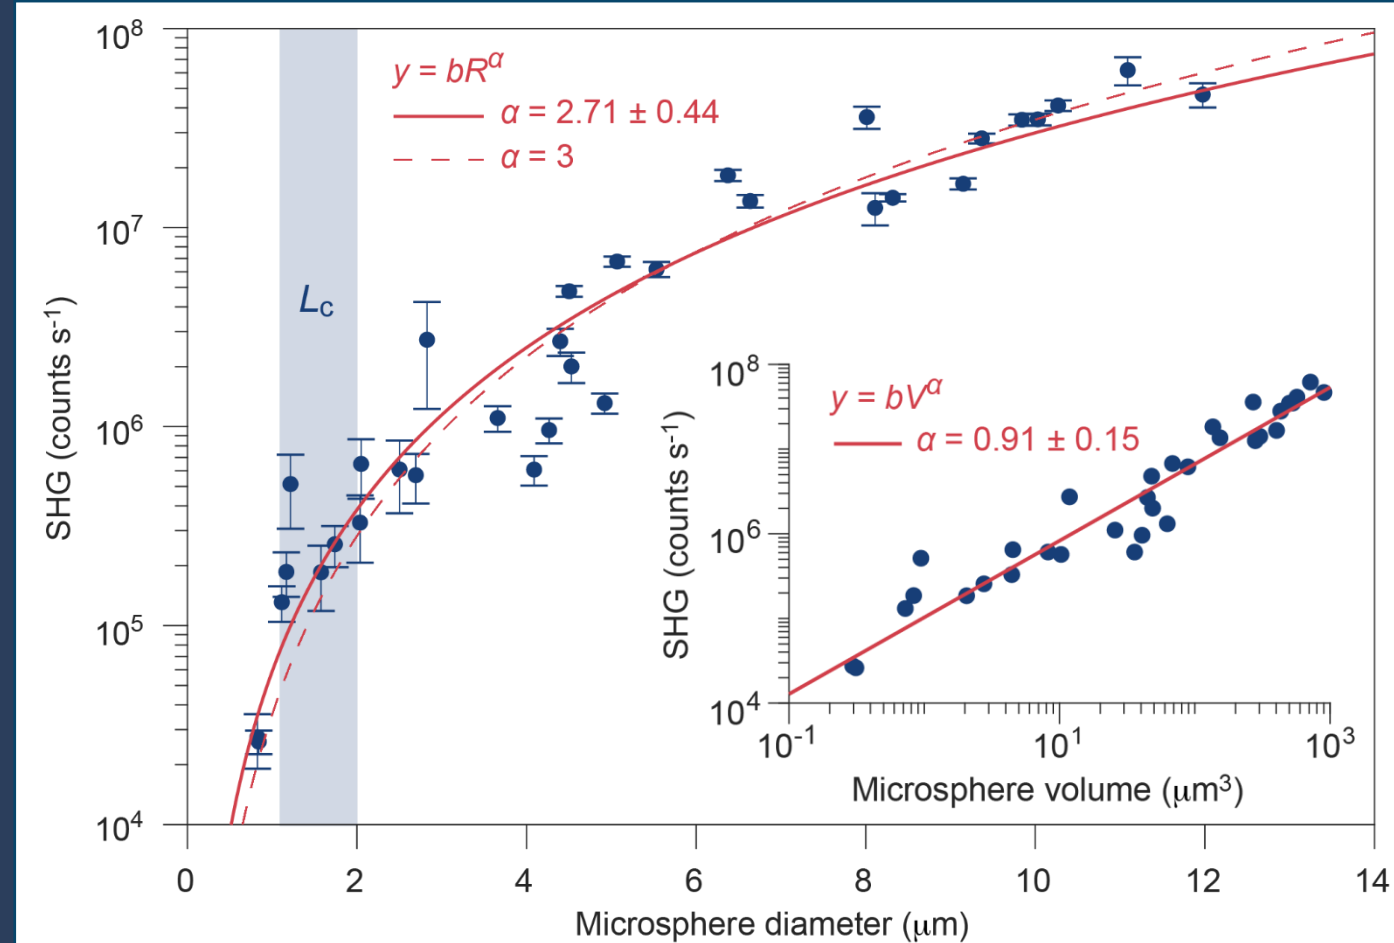 10⁸
10⁷
10⁶
10⁵
10⁴
SHG (counts s⁻¹)
y = bRᵅ
α = 2.71 ± 0.44
α = 3
L_c
0 2 4 6 8 10 12 14
Microsphere diameter (μm)
10⁸
10⁶
10⁴
SHG (counts s⁻¹)
y = bVᵅ
α = 0.91 ± 0.15
10⁻¹ 10¹ 10³
Microsphere volume (μm³)